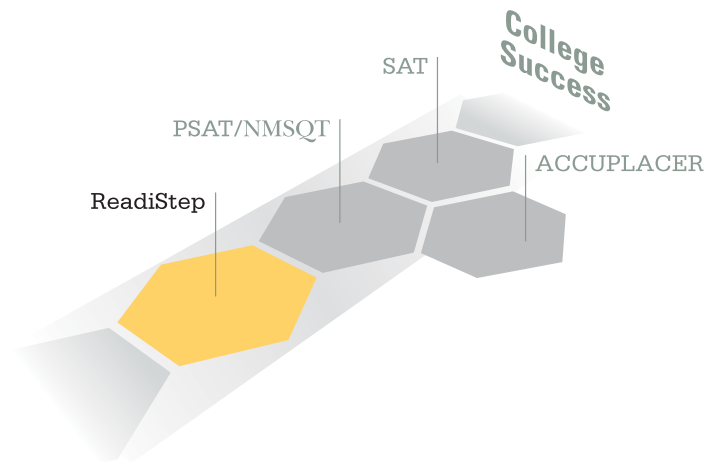 College
Success
SAT
PSAT/NMSQT
ACCUPLACER
ReadiStep